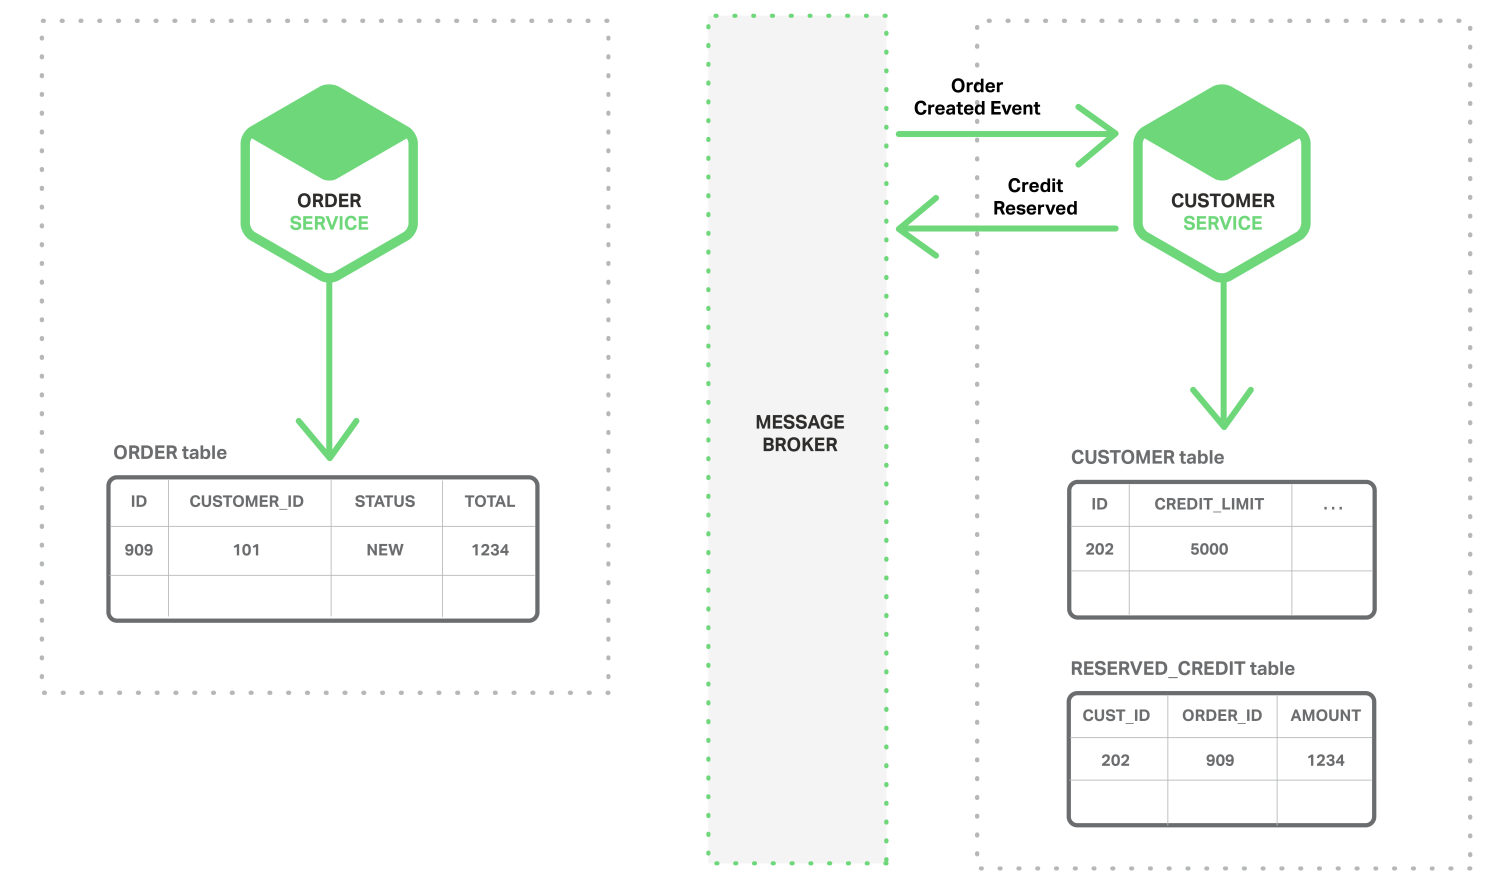 ORDER
SERVICE
ORDER table
ID CUSTOMER_ID STATUS TOTAL
909 101 NEW 1234
MESSAGE
BROKER
Order
Created Event
Credit
Reserved
CUSTOMER
SERVICE
CUSTOMER table
ID CREDIT_LIMIT ...
202 5000
RESERVED_CREDIT table
CUST_ID ORDER_ID AMOUNT
202 909 1234